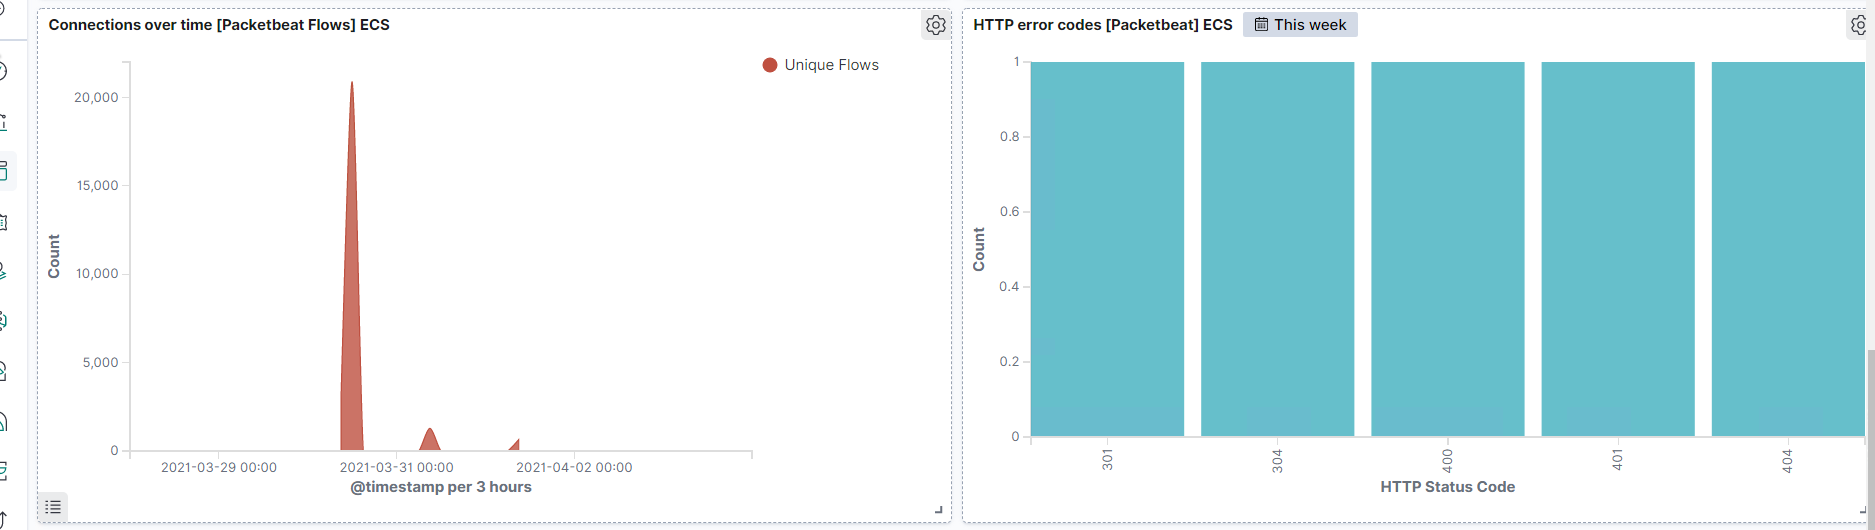 Connections over time [Packetbeat Flows] ECS
Unique Flows
20,000
15,000
10,000
5,000
0
Count
2021-03-29 00:00
2021-03-31 00:00
2021-04-02 00:00
@timestamp per 3 hours
HTTP error codes [Packetbeat] ECS
This week
1
0.8
0.6
0.4
0.2
0
Count
301
304
400
401
404
HTTP Status Code